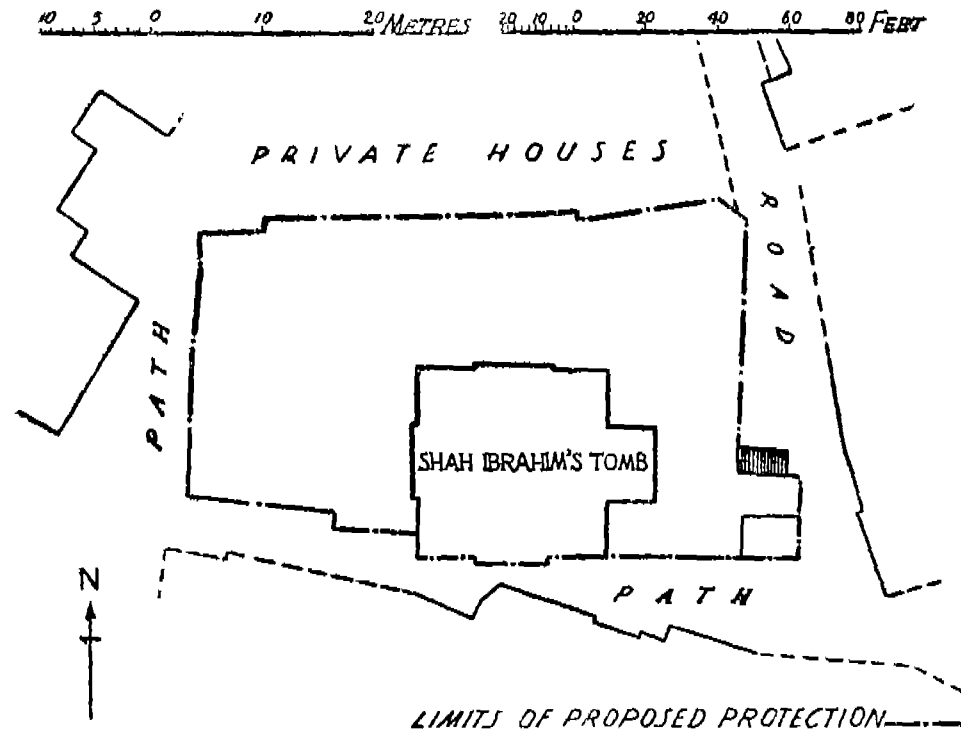 10 5 0 10 20 METRES 20 10 0 20 40 60 80 FEET
PRIVATE HOUSES
ROAD
PATH
SHAH IBRAHIM'S TOMB
N
PATH
LIMITS OF PROPOSED PROTECTION